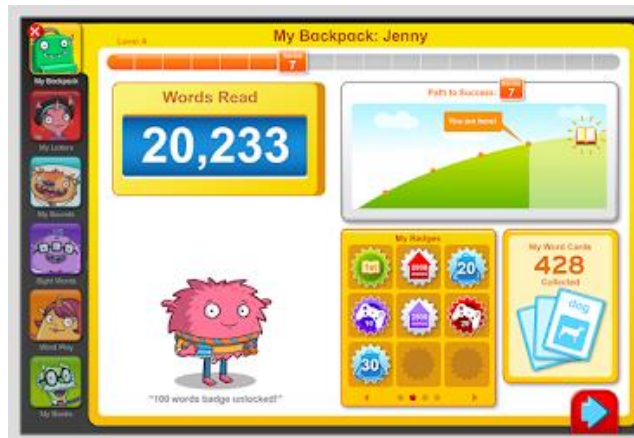 My Backpack: Jenny
Level A
7
My Backpack
Words Read
20,233
Path to Success:
7
You are here!
My Letters
My Sounds
Sight Words
Word Play
My Books
My Badges
1st
20
10
30
My Word Cards
428
Collected
dog
"100 words badge unlocked!"